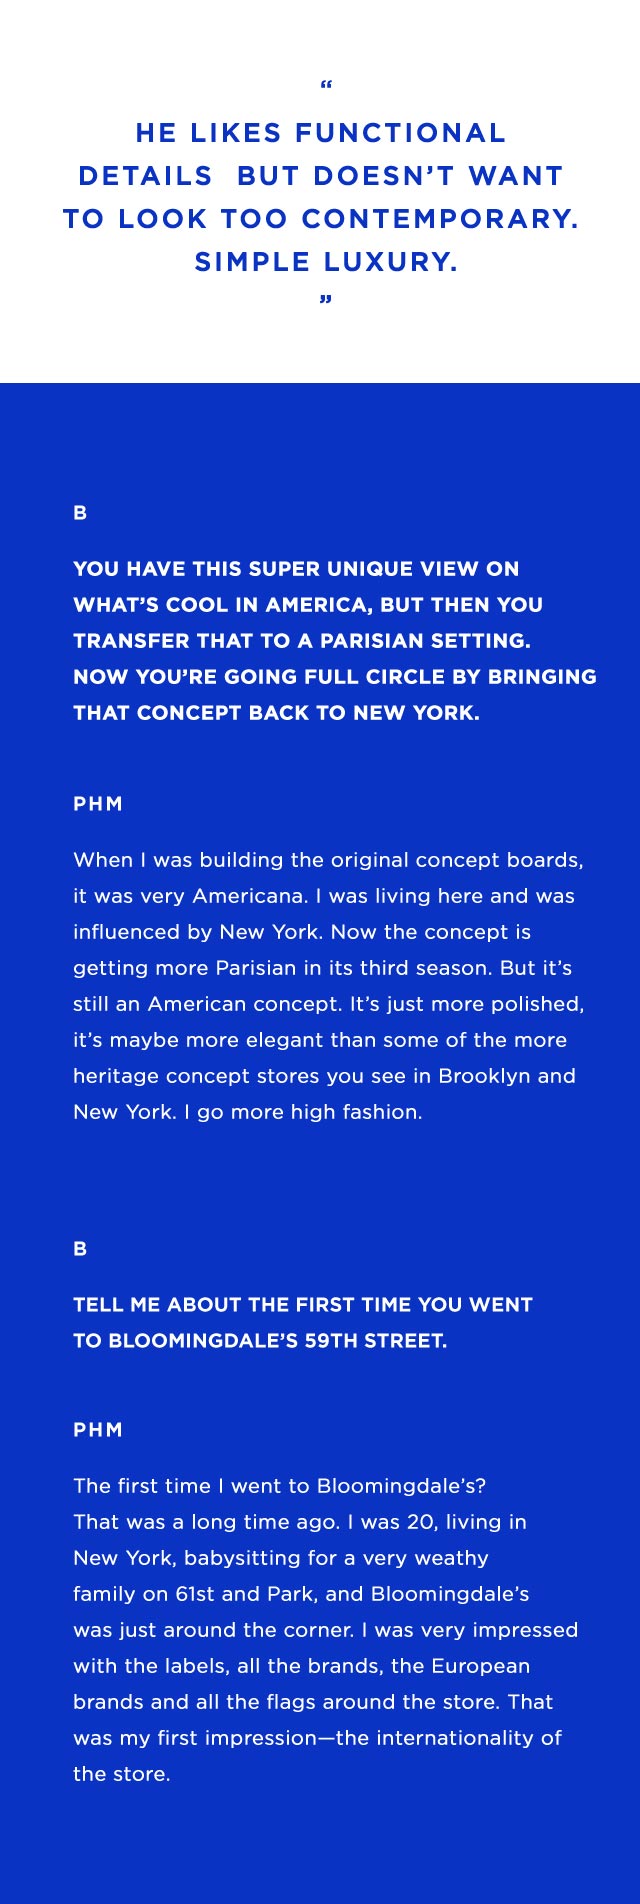 “
HE LIKES FUNCTIONAL
DETAILS BUT DOESN’T WANT
TO LOOK TOO CONTEMPORARY.
SIMPLE LUXURY.
”
B
YOU HAVE THIS SUPER UNIQUE VIEW ON
WHAT’S COOL IN AMERICA, BUT THEN YOU
TRANSFER THAT TO A PARISIAN SETTING.
NOW YOU’RE GOING FULL CIRCLE BY BRINGING
THAT CONCEPT BACK TO NEW YORK.
PHM
When I was building the original concept boards,
it was very Americana. I was living here and was
influenced by New York. Now the concept is
getting more Parisian in its third season. But it’s
still an American concept. It’s just more polished,
it’s maybe more elegant than some of the more
heritage concept stores you see in Brooklyn and
New York. I go more high fashion.
B
TELL ME ABOUT THE FIRST TIME YOU WENT
TO BLOOMINGDALE’S 59TH STREET.
PHM
The first time I went to Bloomingdale’s?
That was a long time ago. I was 20, living in
New York, babysitting for a very weathy
family on 61st and Park, and Bloomingdale’s
was just around the corner. I was very impressed
with the labels, all the brands, the European
brands and all the flags around the store. That
was my first impression—the internationality of
the store.